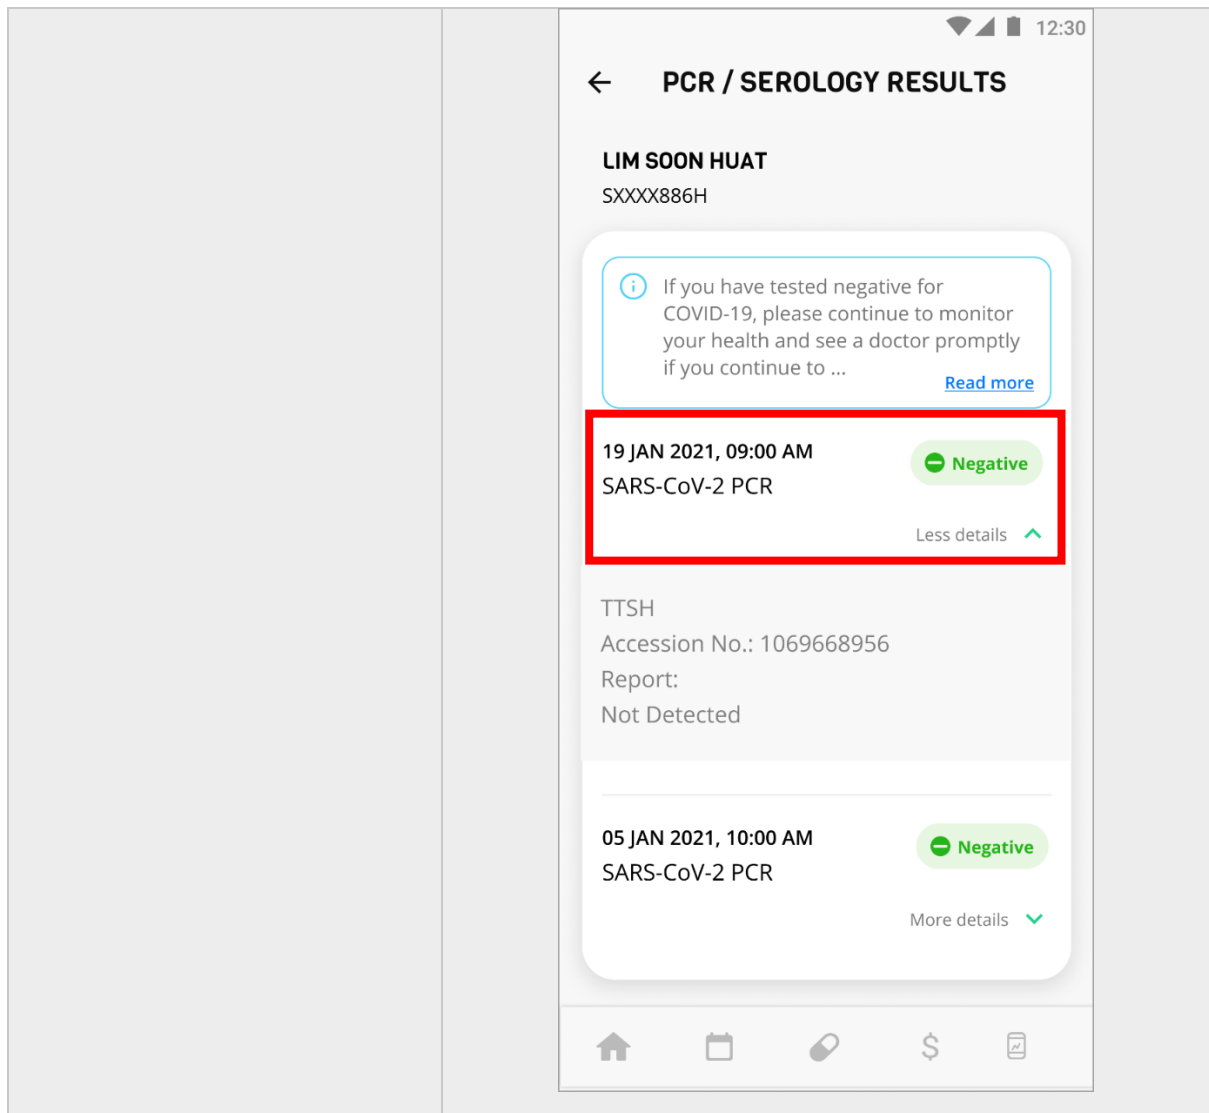 12:30
PCR / SEROLOGY RESULTS
LIM SOON HUAT
SXXXX886H
If you have tested negative for
COVID-19, please continue to monitor
your health and see a doctor promptly
if you continue to ...
Read more
19 JAN 2021, 09:00 AM
Negative
SARS-CoV-2 PCR
Less details
TTSH
Accession No.: 1069668956
Report:
Not Detected
05 JAN 2021, 10:00 AM
Negative
SARS-CoV-2 PCR
More details